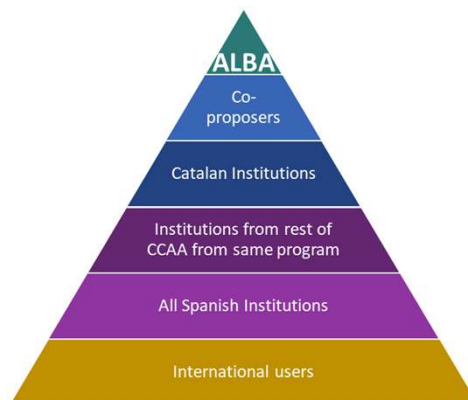 ALBA
Co-
proposers
Catalan Institutions
Institutions from rest of
CCAA from same program
All Spanish Institutions
International users